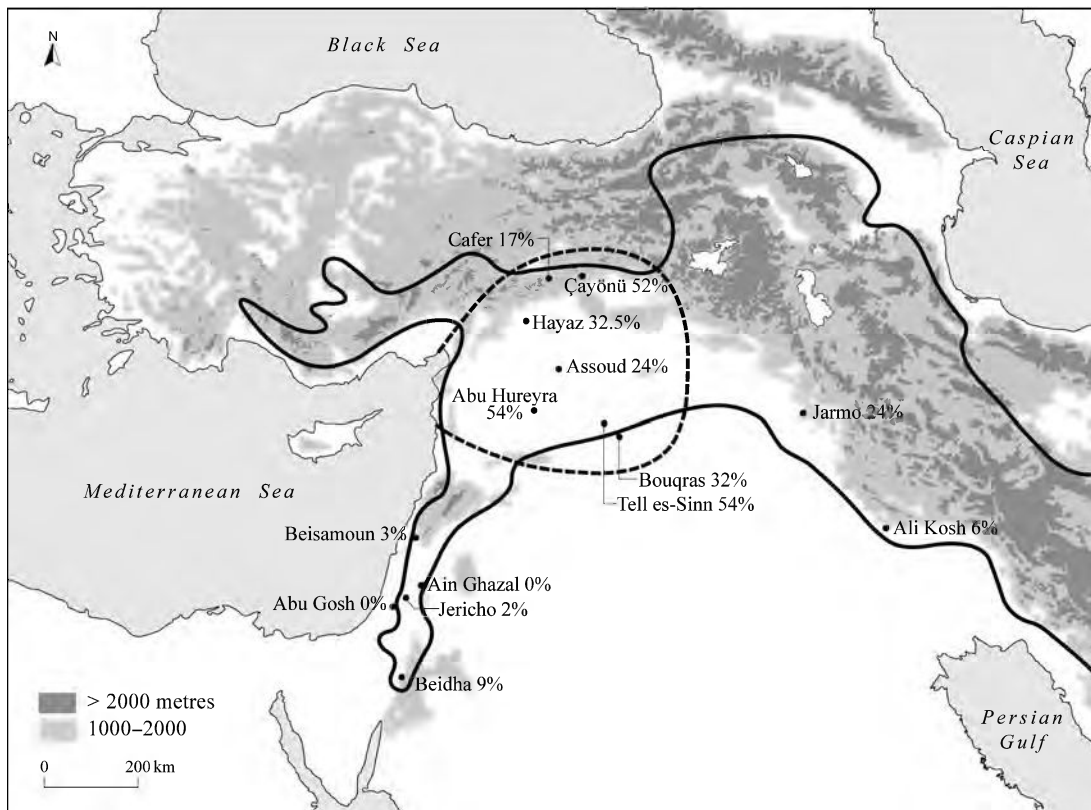 N
Black Sea
Caspian
Sea
Cafer 17%
Çayönü 52%
Hayaz 32.5%
Assoud 24%
Abu Hureyra
54%
Jarmo 24%
Bouqras 32%
Mediterranean Sea
Tell es-Sinn 54%
Beisamoun 3%
Ali Kosh 6%
Ain Ghazal 0%
Abu Gosh 0%
Jericho 2%
Beidha 9%
> 2000 metres
1000–2000
Persian
Gulf
0 200 km